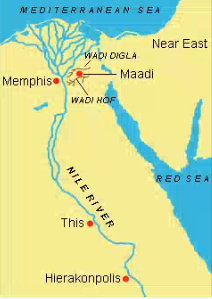 MEDITERRANEAN SEA
Near East
WADI DIGLA
Memphis
Maadi
WADI HOF
NILE RIVER
RED SEA
This
Hierakonpolis